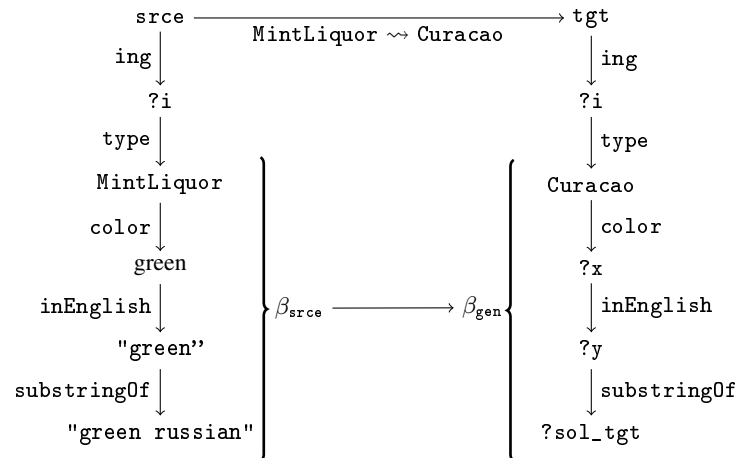 srce tgt
MintLiquor ⇝ Curacao
ing ing
?i ?i
type type
MintLiquor Curacao
color color
green ?x
inEnglish β_srce β_gen inEnglish
"green” ?y
substringOf substringOf
"green russian" ?sol_tgt